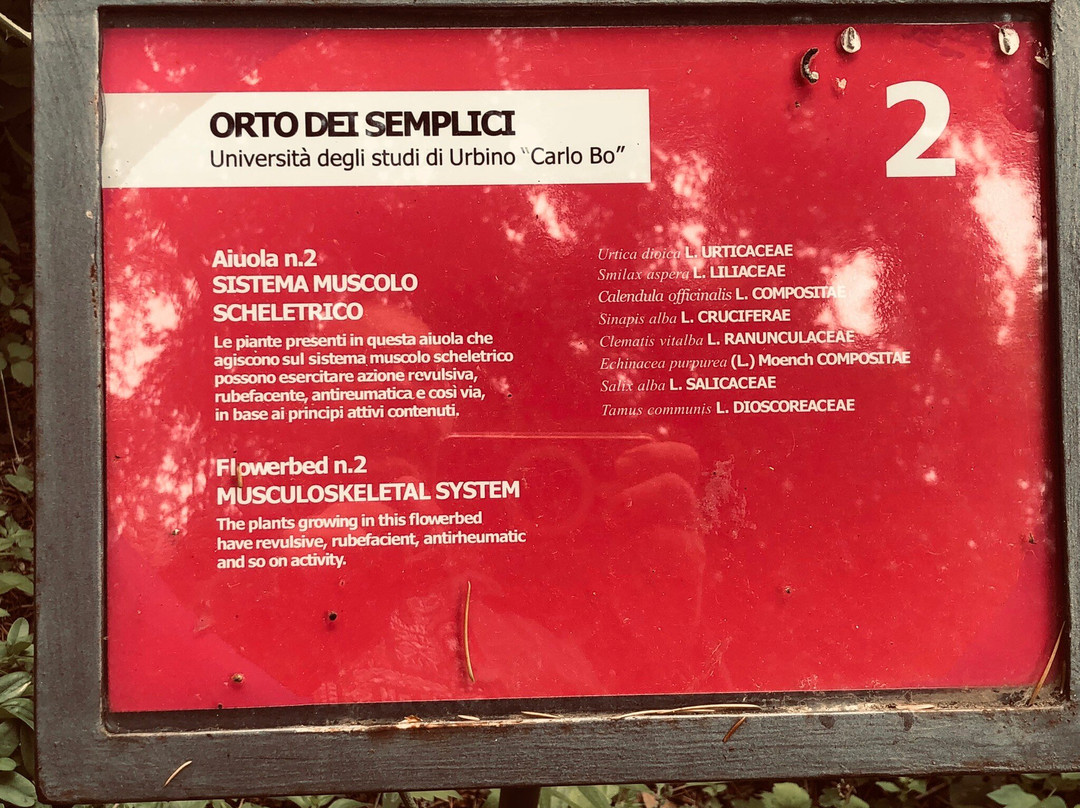 ORTO DEI SEMPLICI
Università degli studi di Urbino “Carlo Bo”
2
Aiuola n.2
SISTEMA MUSCOLO
SCHELETRICO
Le piante presenti in questa aiuola che
agiscono sul sistema muscolo scheletrico
possono esercitare azione revulsiva,
rubefacente, antireumatica e così via,
in base ai principi attivi contenuti.
Flowerbed n.2
MUSCULOSKELETAL SYSTEM
The plants growing in this flowerbed
have revulsive, rubefacient, antirheumatic
and so on activity.
Urtica dioica L. URTICACEAE
Smilax aspera L. LILIACEAE
Calendula officinalis L. COMPOSITAE
Sinapis alba L. CRUCIFERAE
Clematis vitalba L. RANUNCULACEAE
Echinacea purpurea (L.) Moench COMPOSITAE
Salix alba L. SALICACEAE
Tamus communis L. DIOSCOREACEAE